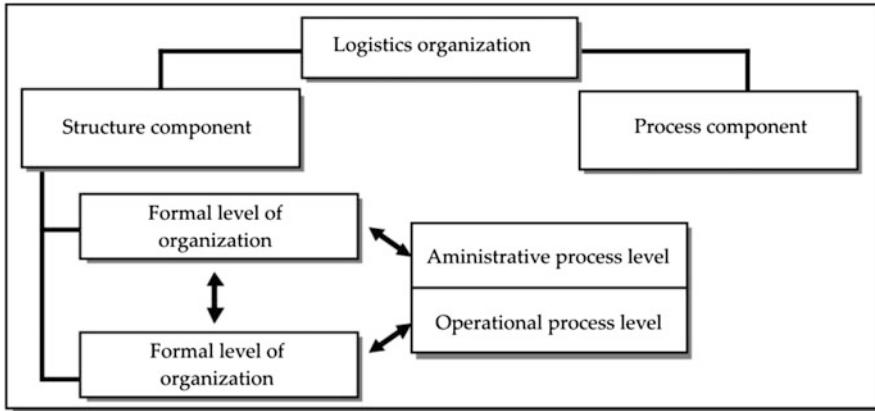 Logistics organization
Structure component
Process component
Formal level of
organization
Aministrative process level
Operational process level
Formal level of
organization